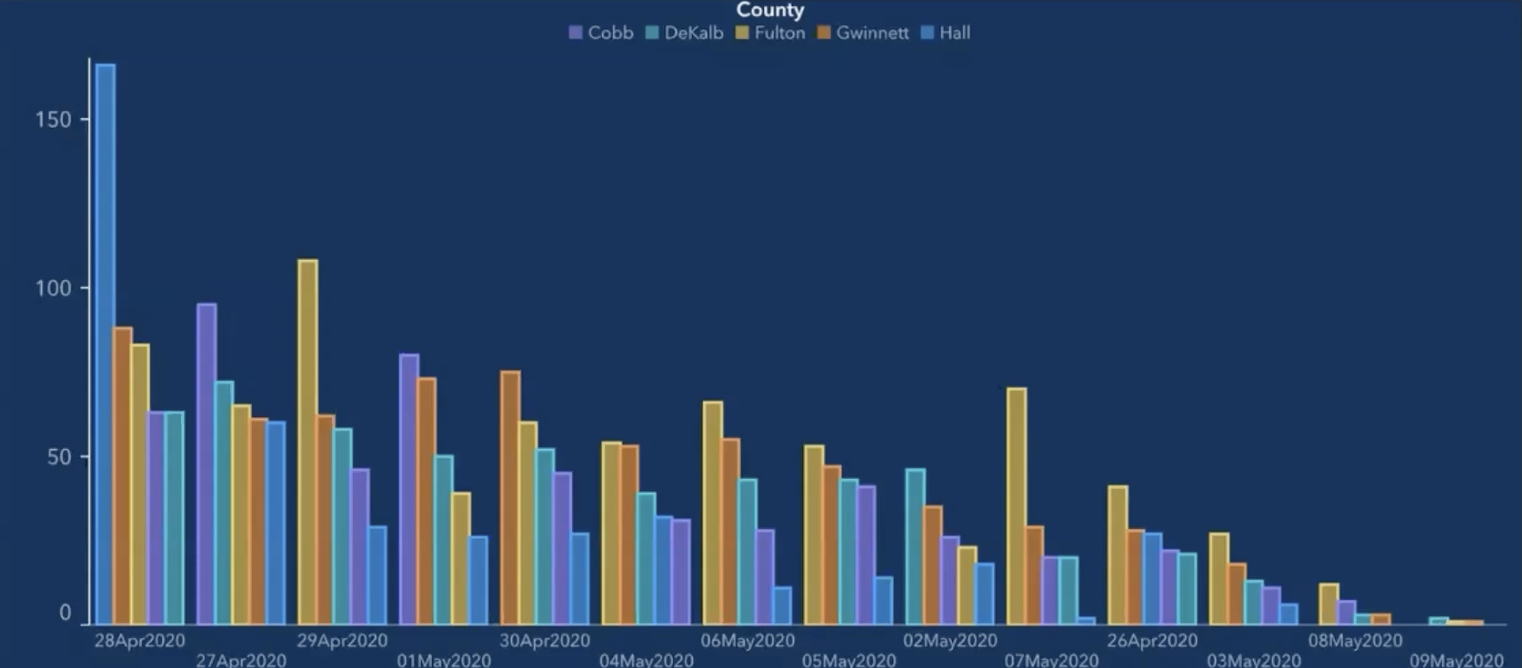 County
Cobb DeKalb Fulton Gwinnett Hall
150
100
50
0
28Apr2020 29Apr2020 30Apr2020 06May2020 02May2020 26Apr2020 08May2020
27Apr2020 01May2020 04May2020 05May2020 07May2020 03May2020 09May2020